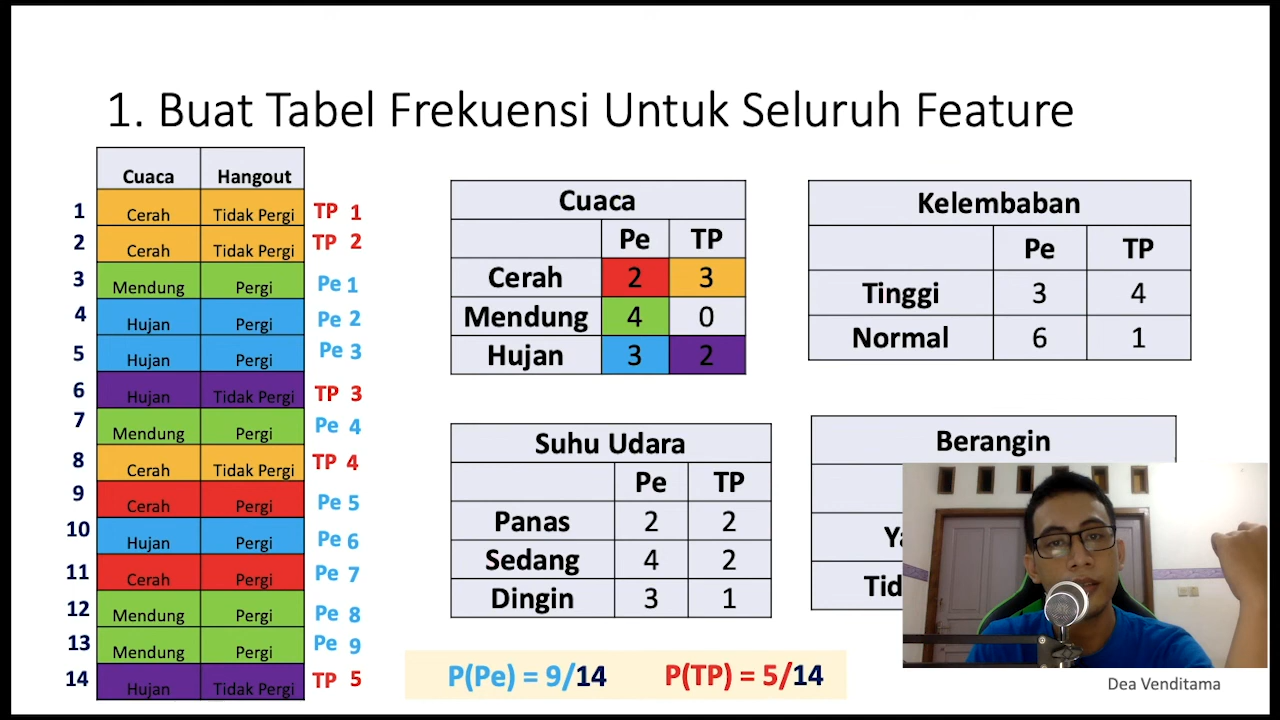 1. Buat Tabel Frekuensi Untuk Seluruh Feature
Cuaca Hangout
1 Cerah Tidak Pergi TP 1
2 Cerah Tidak Pergi TP 2
3 Mendung Pergi Pe 1
4 Hujan Pergi Pe 2
5 Hujan Pergi Pe 3
6 Hujan Tidak Pergi TP 3
7 Mendung Pergi Pe 4
8 Cerah Tidak Pergi TP 4
9 Cerah Pergi Pe 5
10 Hujan Pergi Pe 6
11 Cerah Pergi Pe 7
12 Mendung Pergi Pe 8
13 Mendung Pergi Pe 9
14 Hujan Tidak Pergi TP 5
Cuaca
Pe TP
Cerah 2 3
Mendung 4 0
Hujan 3 2
Kelembaban
Pe TP
Tinggi 3 4
Normal 6 1
Suhu Udara
Pe TP
Panas 2 2
Sedang 4 2
Dingin 3 1
Berangin
P(Pe) = 9/14 P(TP) = 5/14
Dea Venditama